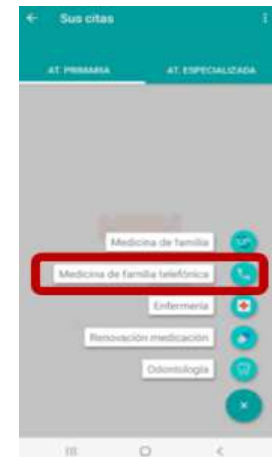 Sus citas
AT. PRIMARIA
AT. ESPECIALIZADA
Medicina de familia
Medicina de familia telefónica
Enfermería
Renovación medicación
Odontología